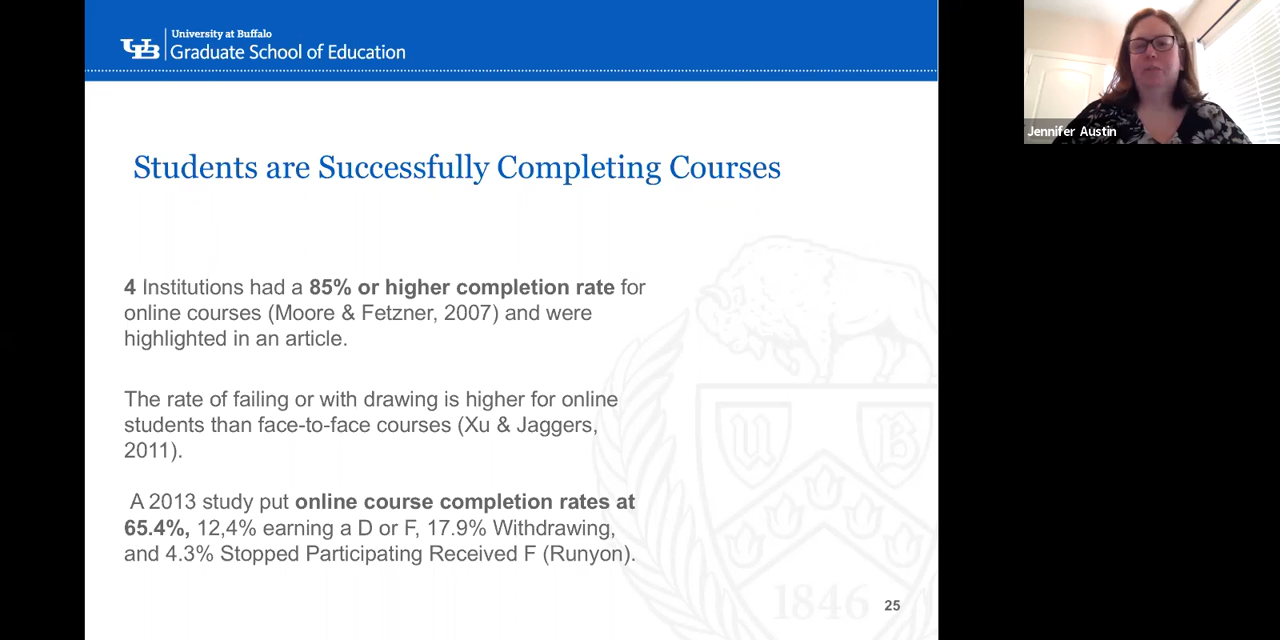 University at Buffalo
UB Graduate School of Education
Jennifer Austin
Students are Successfully Completing Courses
4 Institutions had a 85% or higher completion rate for
online courses (Moore & Fetzner, 2007) and were
highlighted in an article.
The rate of failing or with drawing is higher for online
students than face-to-face courses (Xu & Jaggers,
2011).
A 2013 study put online course completion rates at
65.4%, 12,4% earning a D or F, 17.9% Withdrawing,
and 4.3% Stopped Participating Received F (Runyon).
U B
1846
25